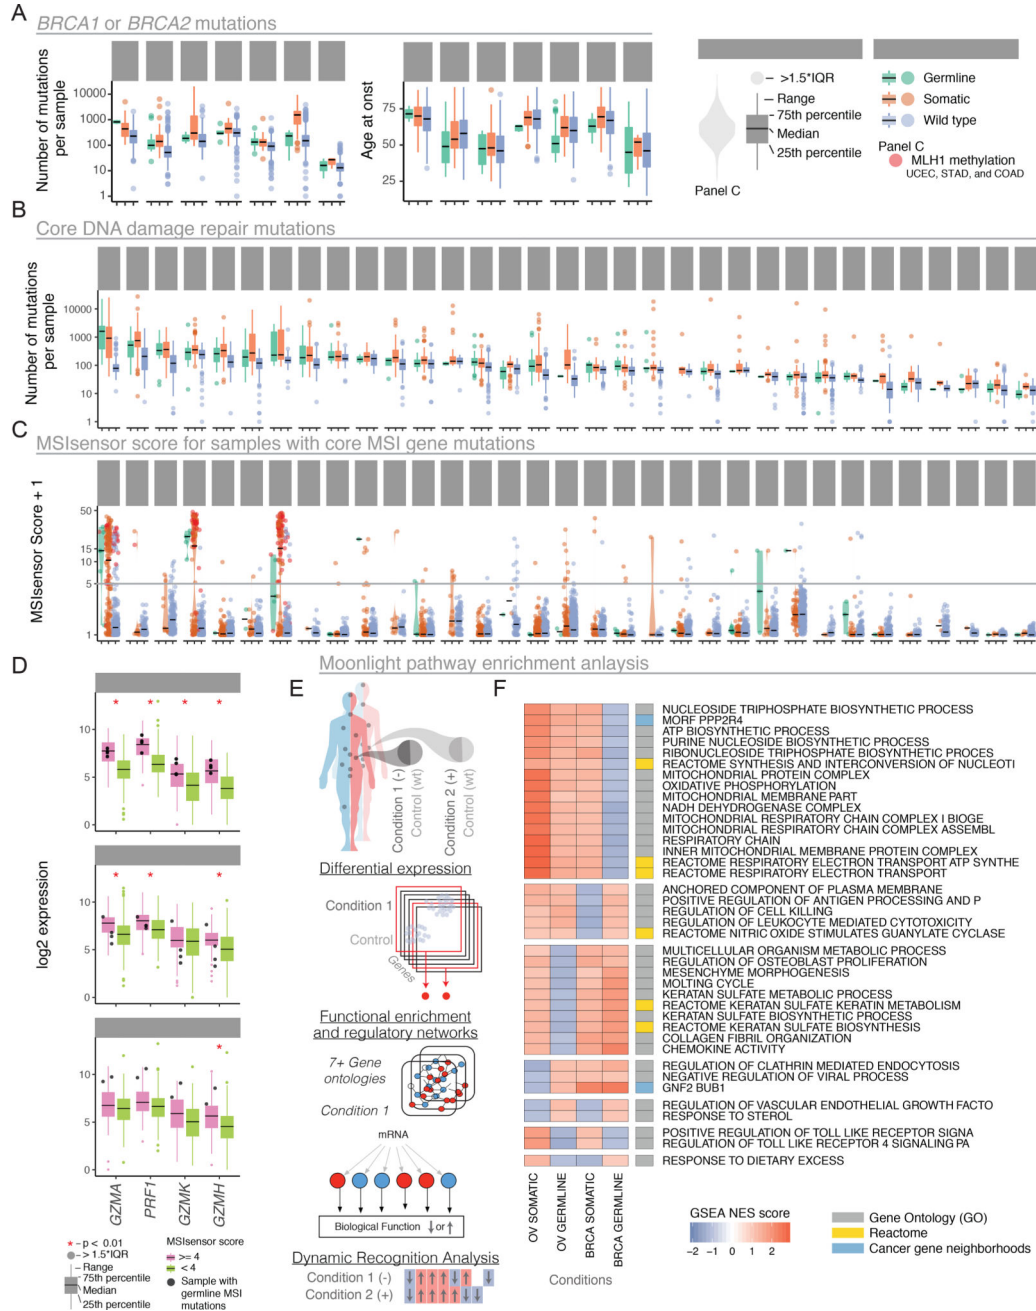 A
BRCA1 or BRCA2 mutations
Number of mutations
per sample
10000
1000
100
10
1
Age at onst
75
50
25
>1.5*IQR
Range
75th percentile
Median
25th percentile
Panel C
Germline
Somatic
Wild type
Panel C
MLH1 methylation
UCEC, STAD, and COAD
B
Core DNA damage repair mutations
Number of mutations
per sample
10000
1000
100
10
1
C
MSIsensor score for samples with core MSI gene mutations
MSIsensor Score + 1
50
15
10
5
1
D
log2 expression
10
5
0
10
5
0
10
5
0
GZMA
PRF1
GZMK
GZMH
* – p < 0.01
> 1.5*IQR
Range
75th percentile
Median
25th percentile
MSIsensor score
>= 4
< 4
Sample with
germline MSI
mutations
Moonlight pathway enrichment anlaysis
E
Condition 1 (-)
Control (wt)
Condition 2 (+)
Control (wt)
Differential expression
Condition 1
Control
Genes
Functional enrichment
and regulatory networks
7+ Gene
ontologies
Condition 1
mRNA
Biological Function ↓ or ↑
Dynamic Recognition Analysis
Condition 1 (-)
Condition 2 (+)
F
NUCLEOSIDE TRIPHOSPHATE BIOSYNTHETIC PROCESS
MORF PPP2R4
ATP BIOSYNTHETIC PROCESS
PURINE NUCLEOSIDE BIOSYNTHETIC PROCESS
RIBONUCLEOSIDE TRIPHOSPHATE BIOSYNTHETIC PROCES
REACTOME SYNTHESIS AND INTERCONVERSION OF NUCLEOTI
MITOCHONDRIAL PROTEIN COMPLEX
OXIDATIVE PHOSPHORYLATION
MITOCHONDRIAL MEMBRANE PART
NADH DEHYDROGENASE COMPLEX
MITOCHONDRIAL RESPIRATORY CHAIN COMPLEX I BIOGE
MITOCHONDRIAL RESPIRATORY CHAIN COMPLEX ASSEMBL
RESPIRATORY CHAIN
INNER MITOCHONDRIAL MEMBRANE PROTEIN COMPLEX
REACTOME RESPIRATORY ELECTRON TRANSPORT ATP SYNTHE
REACTOME RESPIRATORY ELECTRON TRANSPORT
ANCHORED COMPONENT OF PLASMA MEMBRANE
POSITIVE REGULATION OF ANTIGEN PROCESSING AND P
REGULATION OF CELL KILLING
REGULATION OF LEUKOCYTE MEDIATED CYTOTOXICITY
REACTOME NITRIC OXIDE STIMULATES GUANYLATE CYCLASE
MULTICELLULAR ORGANISM METABOLIC PROCESS
REGULATION OF OSTEOBLAST PROLIFERATION
MESENCHYME MORPHOGENESIS
MOLTING CYCLE
KERATAN SULFATE METABOLIC PROCESS
REACTOME KERATAN SULFATE KERATIN METABOLISM
KERATAN SULFATE BIOSYNTHETIC PROCESS
REACTOME KERATAN SULFATE BIOSYNTHESIS
COLLAGEN FIBRIL ORGANIZATION
CHEMOKINE ACTIVITY
REGULATION OF CLATHRIN MEDIATED ENDOCYTOSIS
NEGATIVE REGULATION OF VIRAL PROCESS
GNF2 BUB1
REGULATION OF VASCULAR ENDOTHELIAL GROWTH FACTO
RESPONSE TO STEROL
POSITIVE REGULATION OF TOLL LIKE RECEPTOR SIGNA
REGULATION OF TOLL LIKE RECEPTOR 4 SIGNALING PA
RESPONSE TO DIETARY EXCESS
OV SOMATIC
OV GERMLINE
BRCA SOMATIC
BRCA GERMLINE
Conditions
GSEA NES score
−2 −1 0 1 2 3
Gene Ontology (GO)
Reactome
Cancer gene neighborhoods